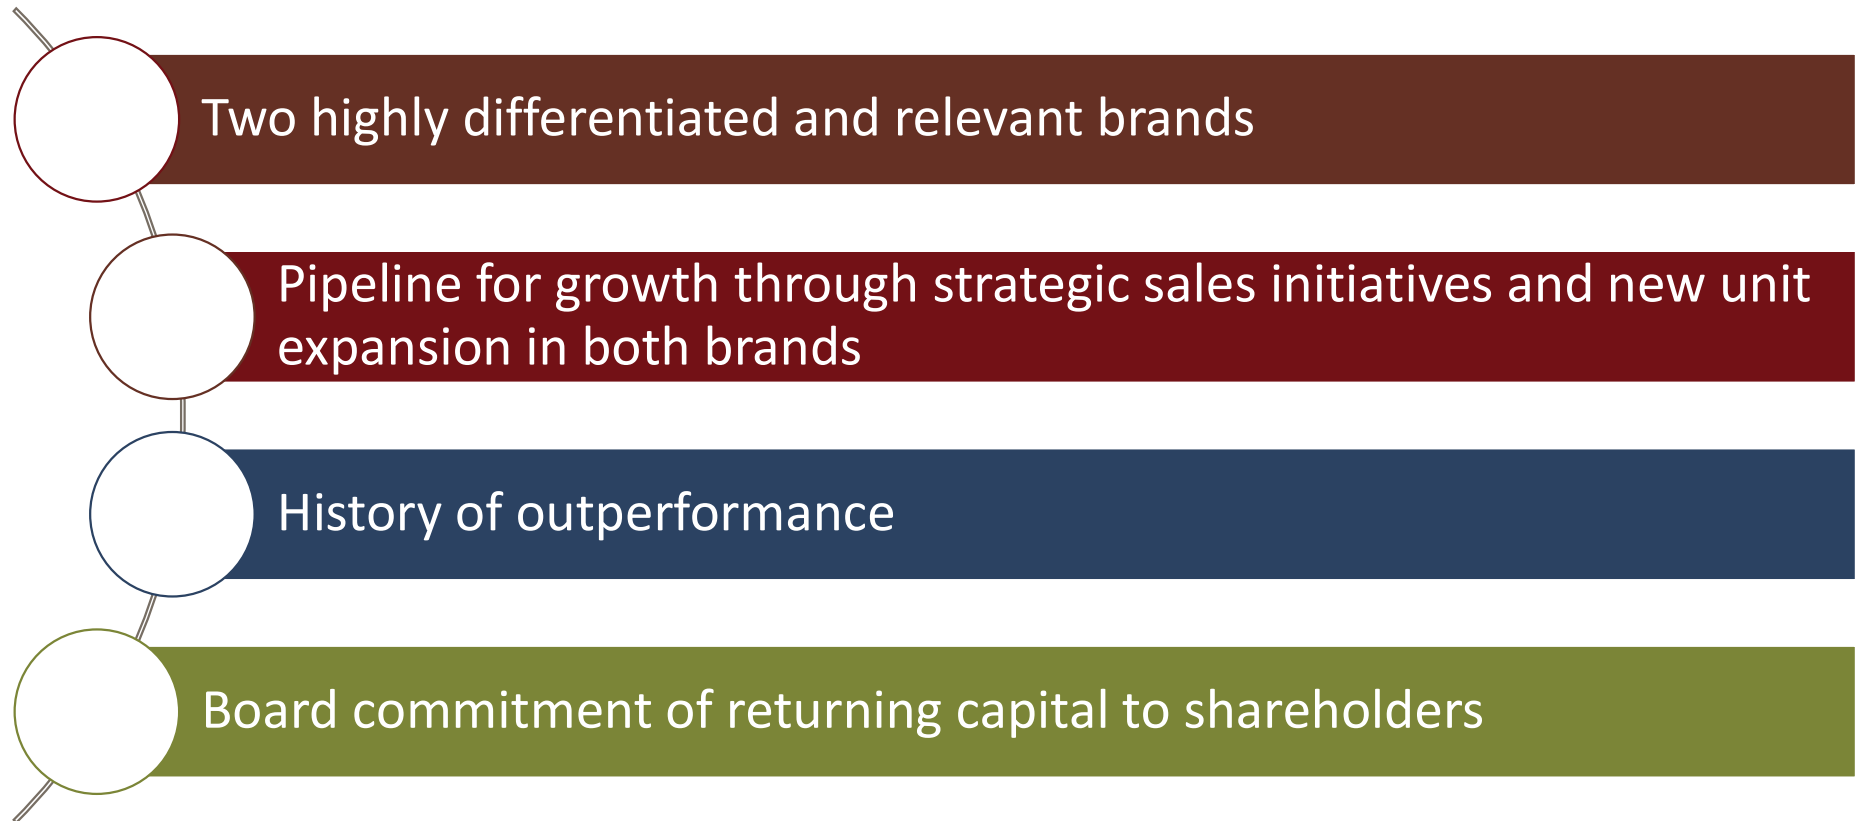 Two highly differentiated and relevant brands
Pipeline for growth through strategic sales initiatives and new unit
expansion in both brands
History of outperformance
Board commitment of returning capital to shareholders